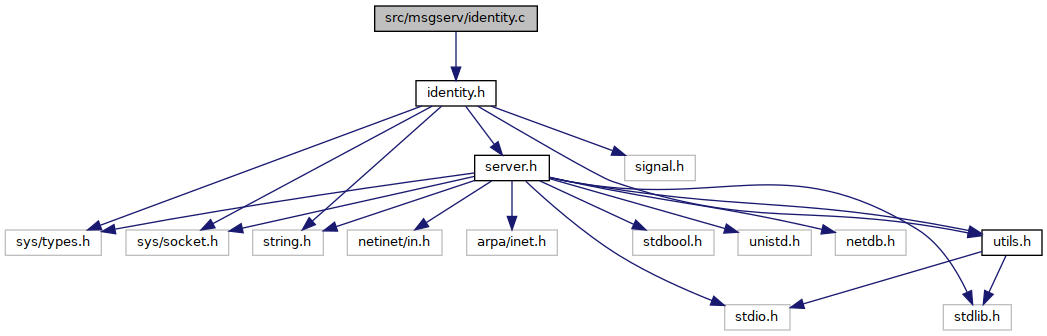 src/msgserv/identity.c
identity.h
server.h
signal.h
sys/types.h
sys/socket.h
string.h
netinet/in.h
arpa/inet.h
stdbool.h
unistd.h
netdb.h
utils.h
stdio.h
stdlib.h